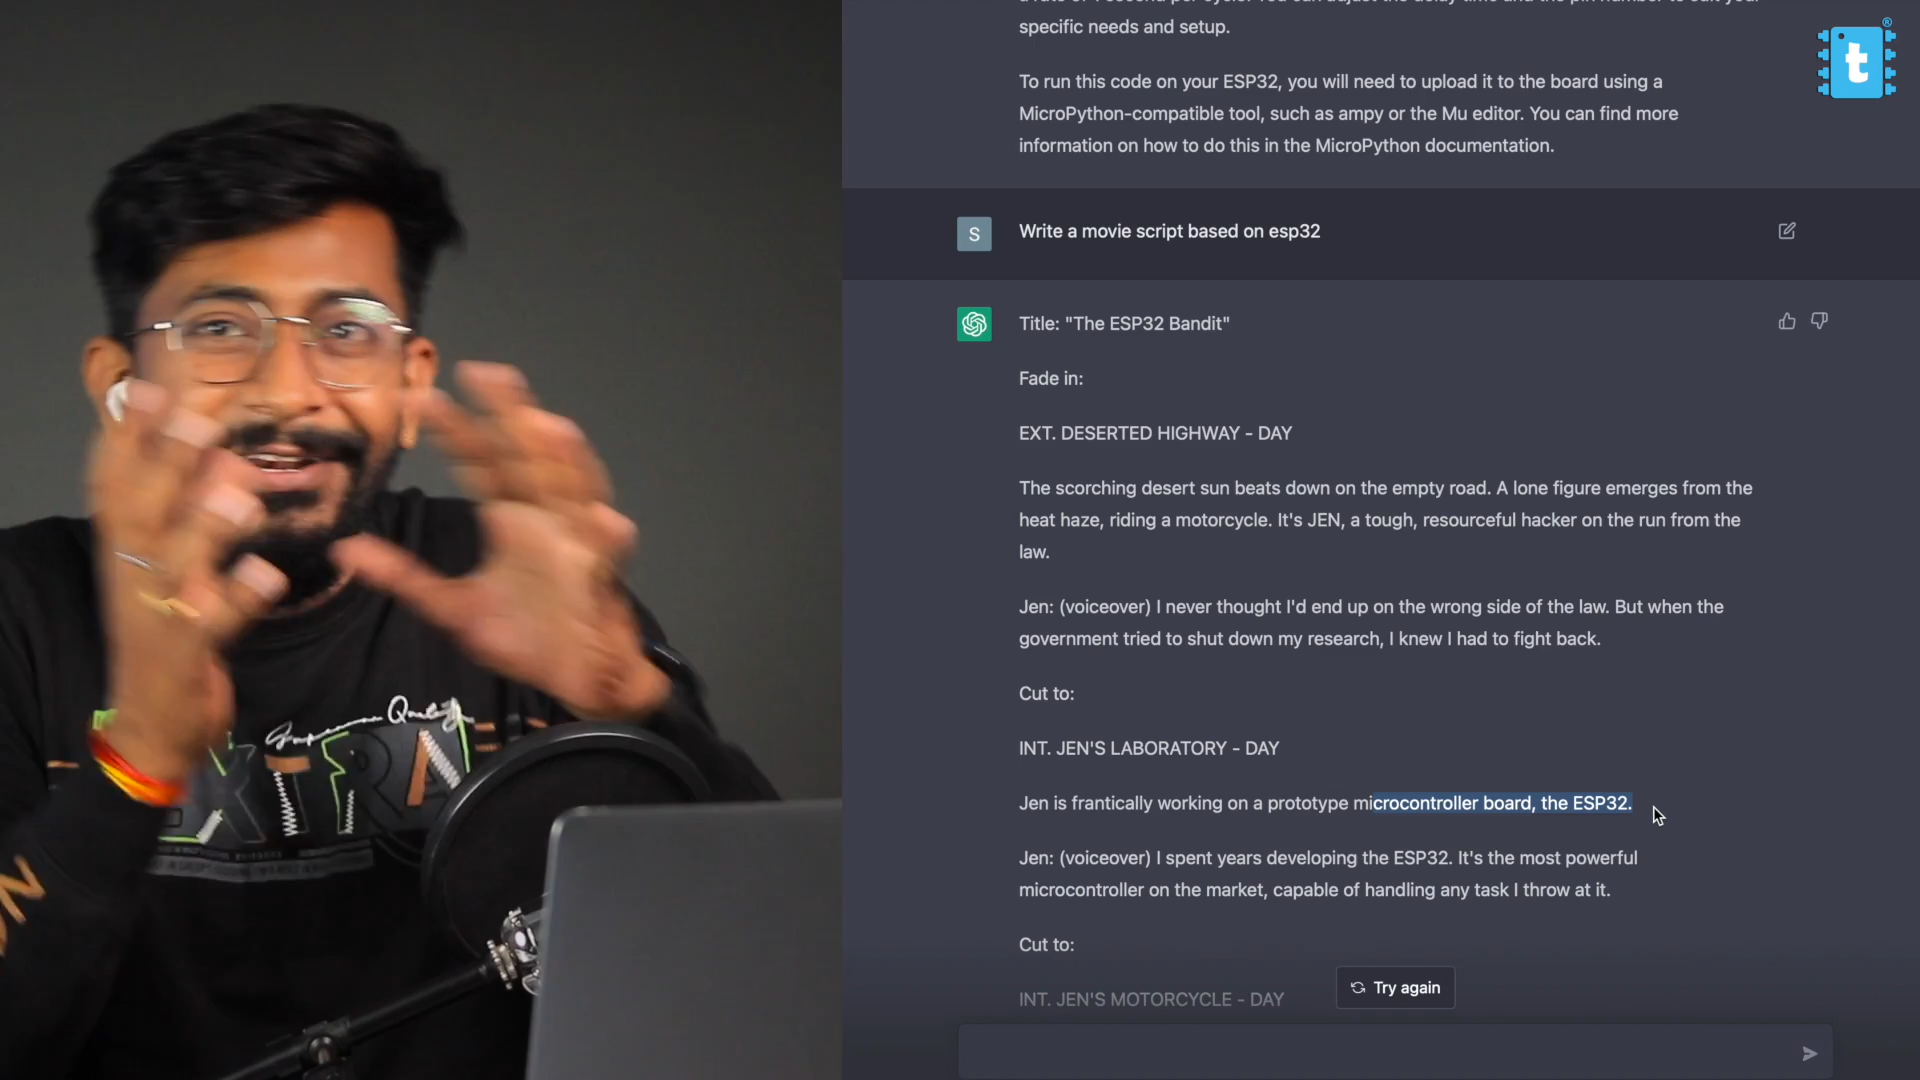 specific needs and setup.
To run this code on your ESP32, you will need to upload it to the board using a
MicroPython-compatible tool, such as ampy or the Mu editor. You can find more
information on how to do this in the MicroPython documentation.
t
®
S
Write a movie script based on esp32
Title: "The ESP32 Bandit"
Fade in:
EXT. DESERTED HIGHWAY - DAY
The scorching desert sun beats down on the empty road. A lone figure emerges from the
heat haze, riding a motorcycle. It's JEN, a tough, resourceful hacker on the run from the
law.
Jen: (voiceover) I never thought I'd end up on the wrong side of the law. But when the
government tried to shut down my research, I knew I had to fight back.
Cut to:
INT. JEN'S LABORATORY - DAY
Jen is frantically working on a prototype microcontroller board, the ESP32.
Jen: (voiceover) I spent years developing the ESP32. It's the most powerful
microcontroller on the market, capable of handling any task I throw at it.
Cut to:
INT. JEN'S MOTORCYCLE - DAY
Try again